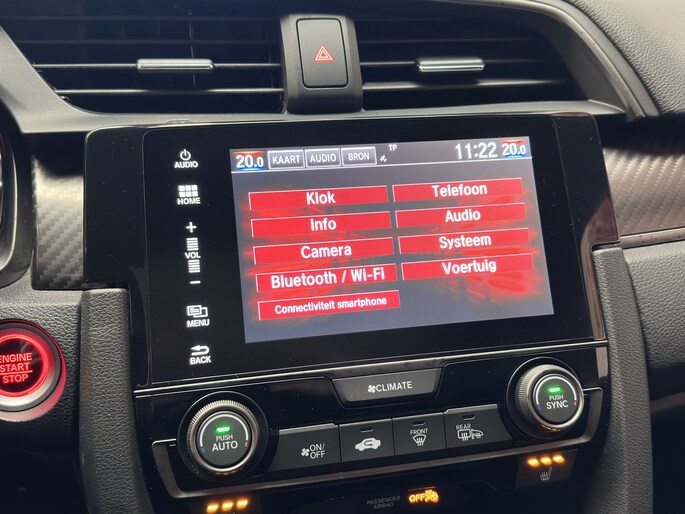 AUDIO
HOME
+
VOL
−
MENU
BACK
20.0 KAART AUDIO BRON TP 11:22 20.0
Klok
Telefoon
Info
Audio
Camera
Systeem
Bluetooth / Wi-Fi
Voertuig
Connectiviteit smartphone
ENGINE
START
STOP
CLIMATE
PUSH
AUTO
ON/
OFF
FRONT
REAR
PUSH
SYNC
PASSENGER
AIRBAG
OFF